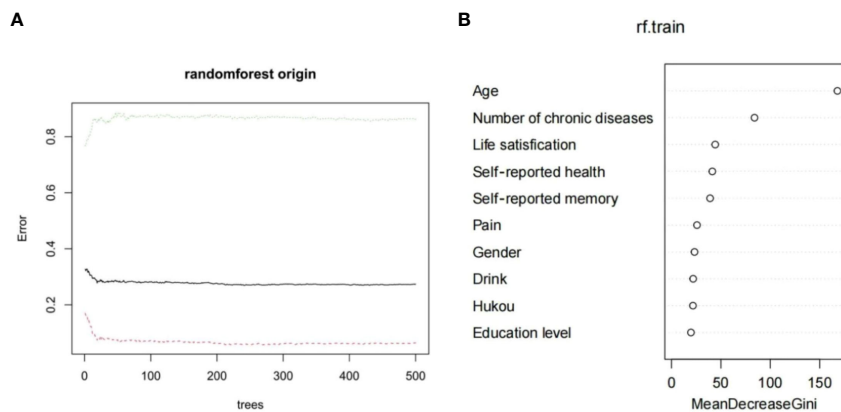 A
randomforest origin
Error
0.8
0.6
0.4
0.2
0 100 200 300 400 500
trees
B
rf.train
Age
Number of chronic diseases
Life satisfication
Self-reported health
Self-reported memory
Pain
Gender
Drink
Hukou
Education level
0 50 100 150
MeanDecreaseGini